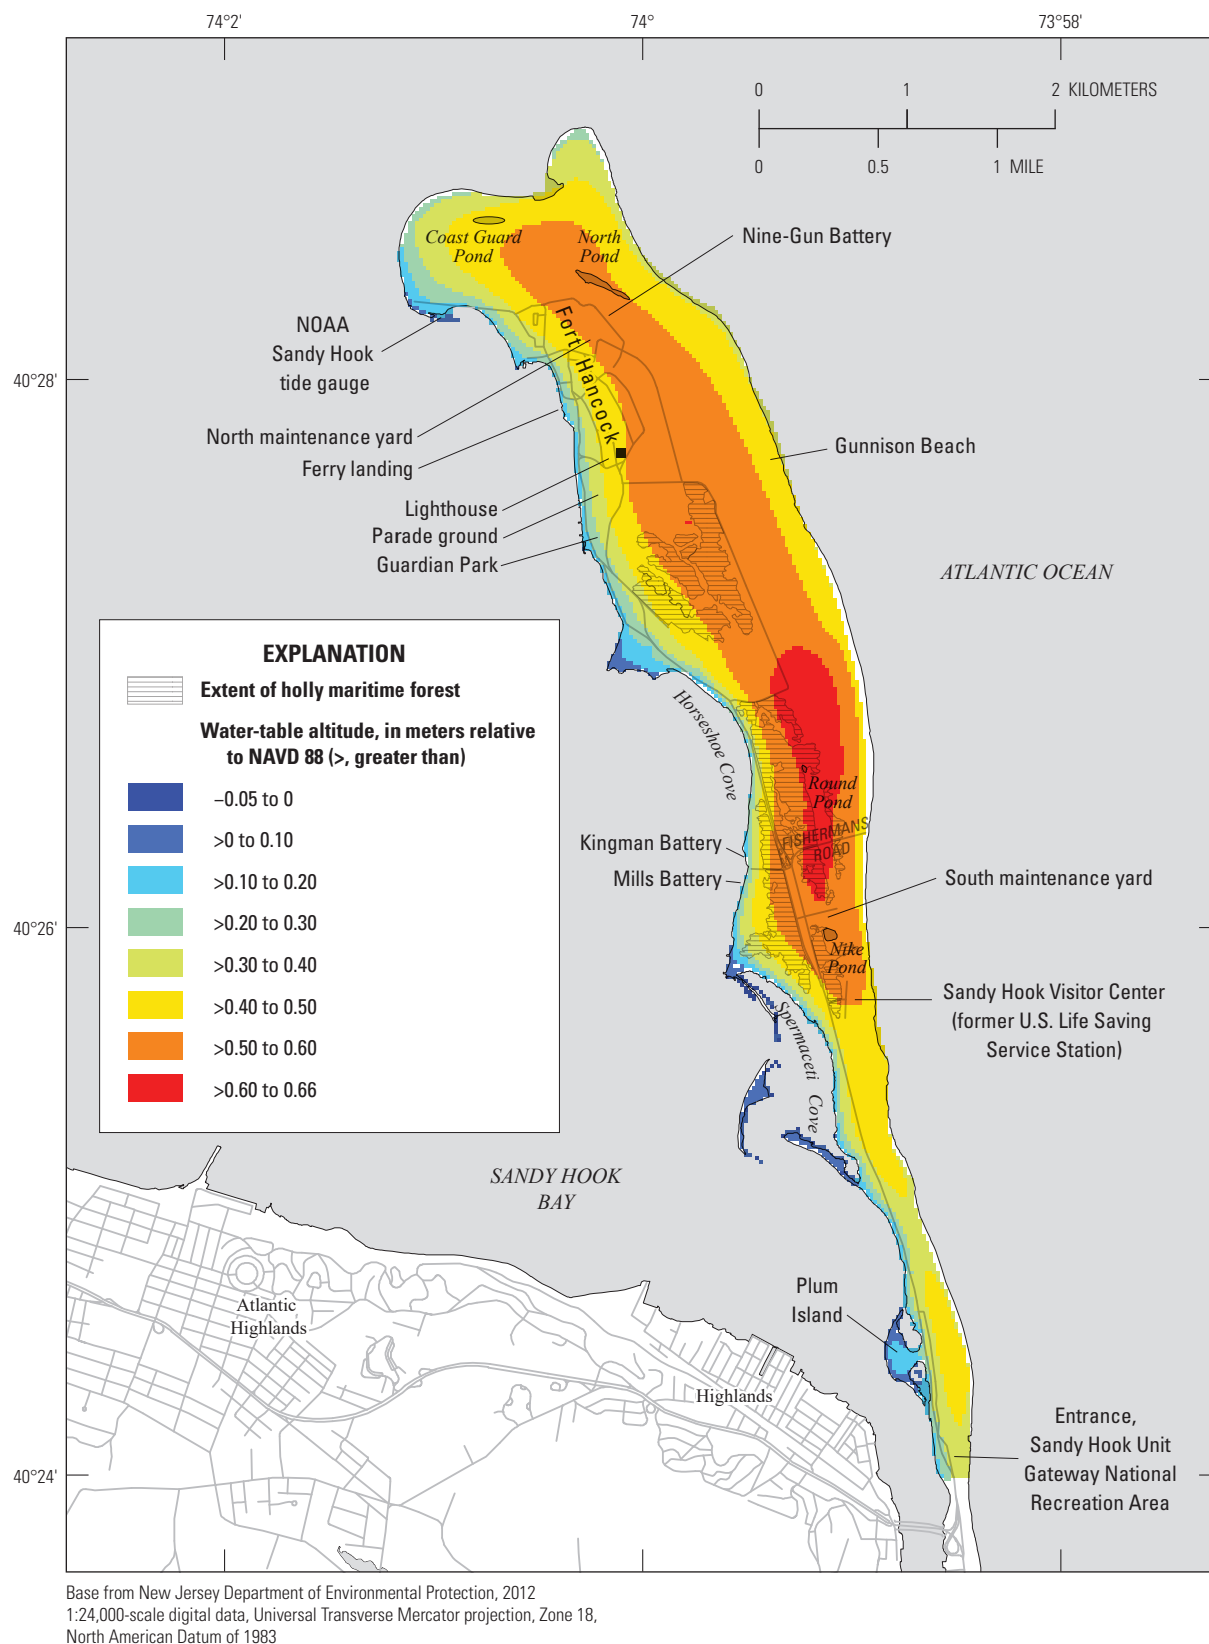 74°2'
74°
73°58'
0
1
2 KILOMETERS
0
0.5
1 MILE
Coast Guard
Pond
North
Pond
Nine-Gun Battery
NOAA
Sandy Hook
tide gauge
40°28'
Fort Hancock
North maintenance yard
Ferry landing
Gunnison Beach
Lighthouse
Parade ground
Guardian Park
ATLANTIC OCEAN
EXPLANATION
Extent of holly maritime forest
Water-table altitude, in meters relative
to NAVD 88 (>, greater than)
–0.05 to 0
>0 to 0.10
>0.10 to 0.20
>0.20 to 0.30
>0.30 to 0.40
>0.40 to 0.50
>0.50 to 0.60
>0.60 to 0.66
Horseshoe Cove
Round
Pond
FISHERMANS
ROAD
Kingman Battery
Mills Battery
South maintenance yard
40°26'
Nike
Pond
Sandy Hook Visitor Center
(former U.S. Life Saving
Service Station)
Spermaceti Cove
SANDY HOOK
BAY
Plum
Island
Atlantic
Highlands
Highlands
Entrance,
Sandy Hook Unit
Gateway National
Recreation Area
40°24'
Base from New Jersey Department of Environmental Protection, 2012
1:24,000-scale digital data, Universal Transverse Mercator projection, Zone 18,
North American Datum of 1983